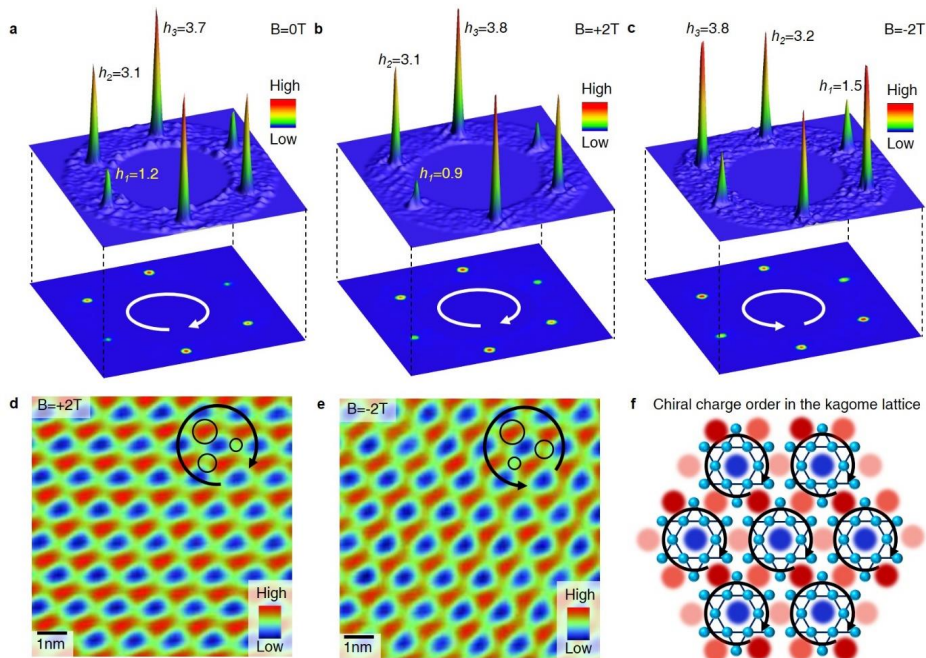 a
B=0T
h3=3.7
h2=3.1
h1=1.2
High
Low
b
B=+2T
h3=3.8
h2=3.1
h1=0.9
High
Low
c
B=-2T
h3=3.8
h2=3.2
h1=1.5
High
Low
d
B=+2T
High
Low
1nm
e
B=-2T
High
Low
1nm
f Chiral charge order in the kagome lattice